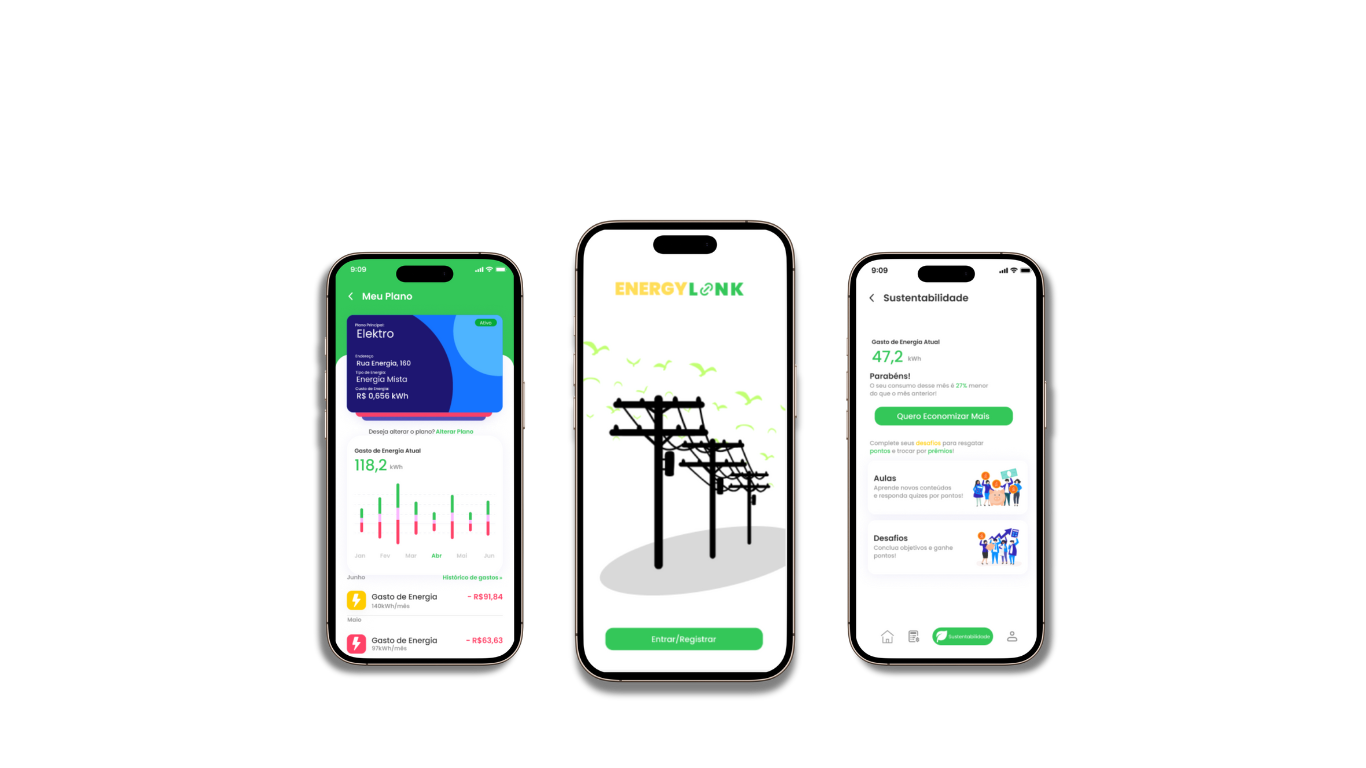 9:09
Meu Plano
Plano Principal
Ativo
Elektro
Endereço
Rua Energia, 160
Tipo de Energia
Energia Mista
Custo de Energia
R$ 0,656 kWh
Deseja alterar o plano? Alterar Plano
Gasto de Energia Atual
118,2 kWh
Jan Fev Mar Abr Mai Jun
Junho Histórico de gastos »
Gasto de Energia - R$91,84
140kWh/mês
Maio
Gasto de Energia - R$63,63
97kWh/mês
ENERGYLINK
Entrar/Registrar
9:09
Sustentabilidade
Gasto de Energia Atual
47,2 kWh
Parabéns!
O seu consumo desse mês é 27% menor
do que o mês anterior!
Quero Economizar Mais
Complete seus desafios para resgatar
pontos e trocar por prêmios!
Aulas
Aprenda novos conteúdos
e responda quizes por pontos!
Desafios
Conclua objetivos e ganhe
pontos!
Sustentabilidade